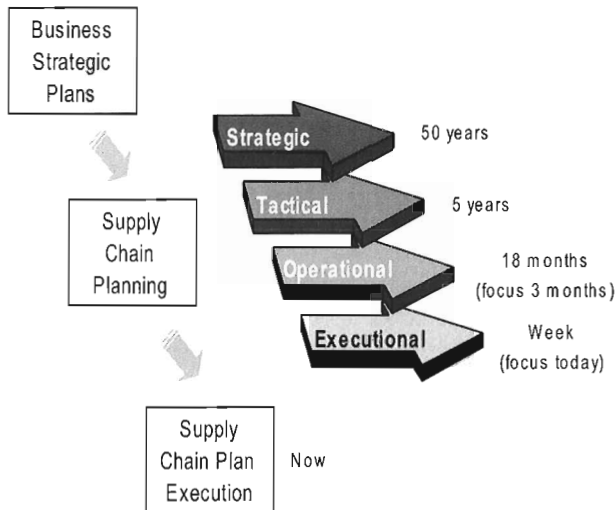 Business
Strategic
Plans
Strategic
50 years
Tactical
5 years
Supply
Chain
Planning
Operational
18 months
(focus 3 months)
Executional
Week
(focus today)
Supply
Chain Plan
Execution
Now